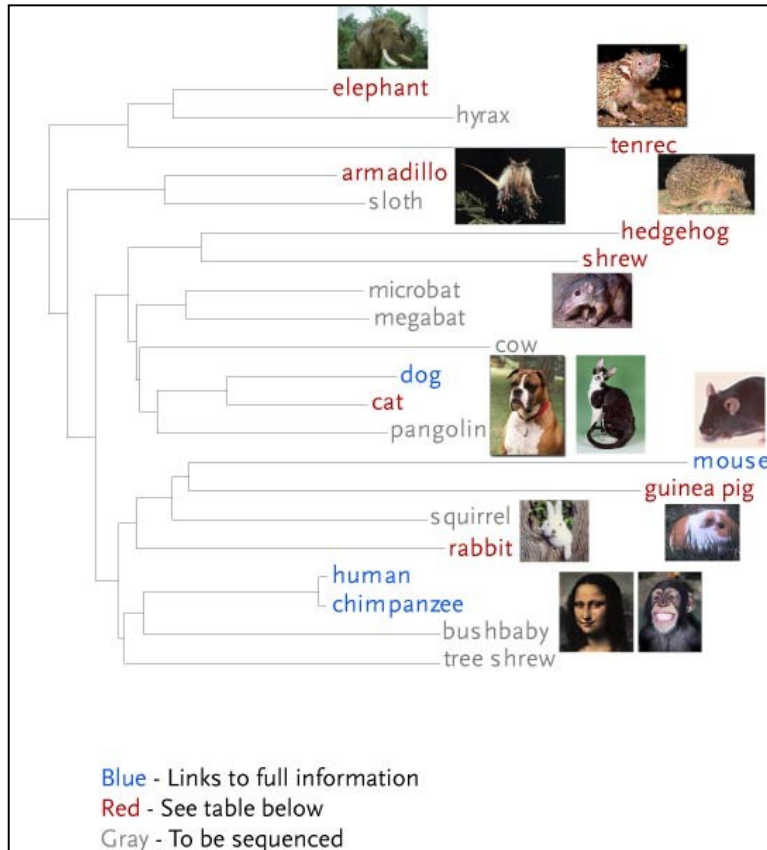 elephant
hyrax
tenrec
armadillo
sloth
hedgehog
shrew
microbat
megabat
cow
dog
cat
pangolin
mouse
guinea pig
squirrel
rabbit
human
chimpanzee
bushbaby
tree shrew
Blue - Links to full information
Red - See table below
Gray - To be sequenced